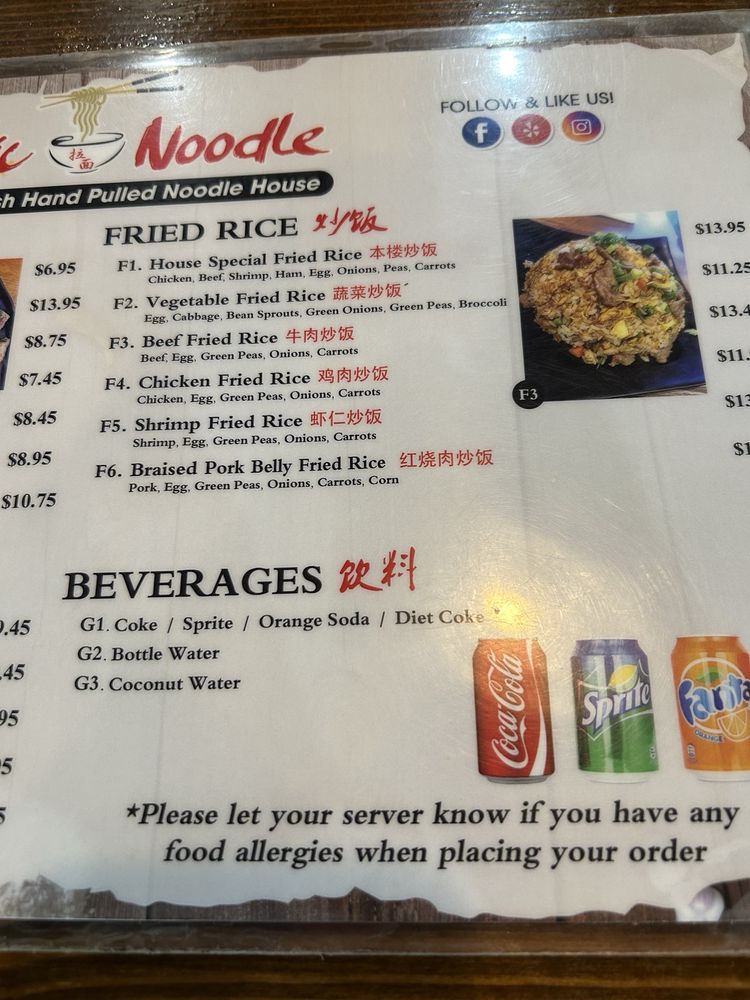 FOLLOW & LIKE US!
拉面
Noodle
Hand Pulled Noodle House
FRIED RICE 炒饭
F1. House Special Fried Rice 本楼炒饭
Chicken, Beef, Shrimp, Ham, Egg, Onions, Peas, Carrots
F2. Vegetable Fried Rice 蔬菜炒饭
Egg, Cabbage, Bean Sprouts, Green Onions, Green Peas, Broccoli
F3. Beef Fried Rice 牛肉炒饭
Beef, Egg, Green Peas, Onions, Carrots
F4. Chicken Fried Rice 鸡肉炒饭
Chicken, Egg, Green Peas, Onions, Carrots
F5. Shrimp Fried Rice 虾仁炒饭
Shrimp, Egg, Green Peas, Onions, Carrots
F6. Braised Pork Belly Fried Rice 红烧肉炒饭
Pork, Egg, Green Peas, Onions, Carrots, Corn
$6.95
$13.95
$8.75
$7.45
$8.45
$8.95
$10.75
F3
$13.95
$11.25
BEVERAGES 饮料
G1. Coke / Sprite / Orange Soda / Diet Coke
G2. Bottle Water
G3. Coconut Water
Coca-Cola
Sprite
Fanta
ORANGE
*Please let your server know if you have any
food allergies when placing your order